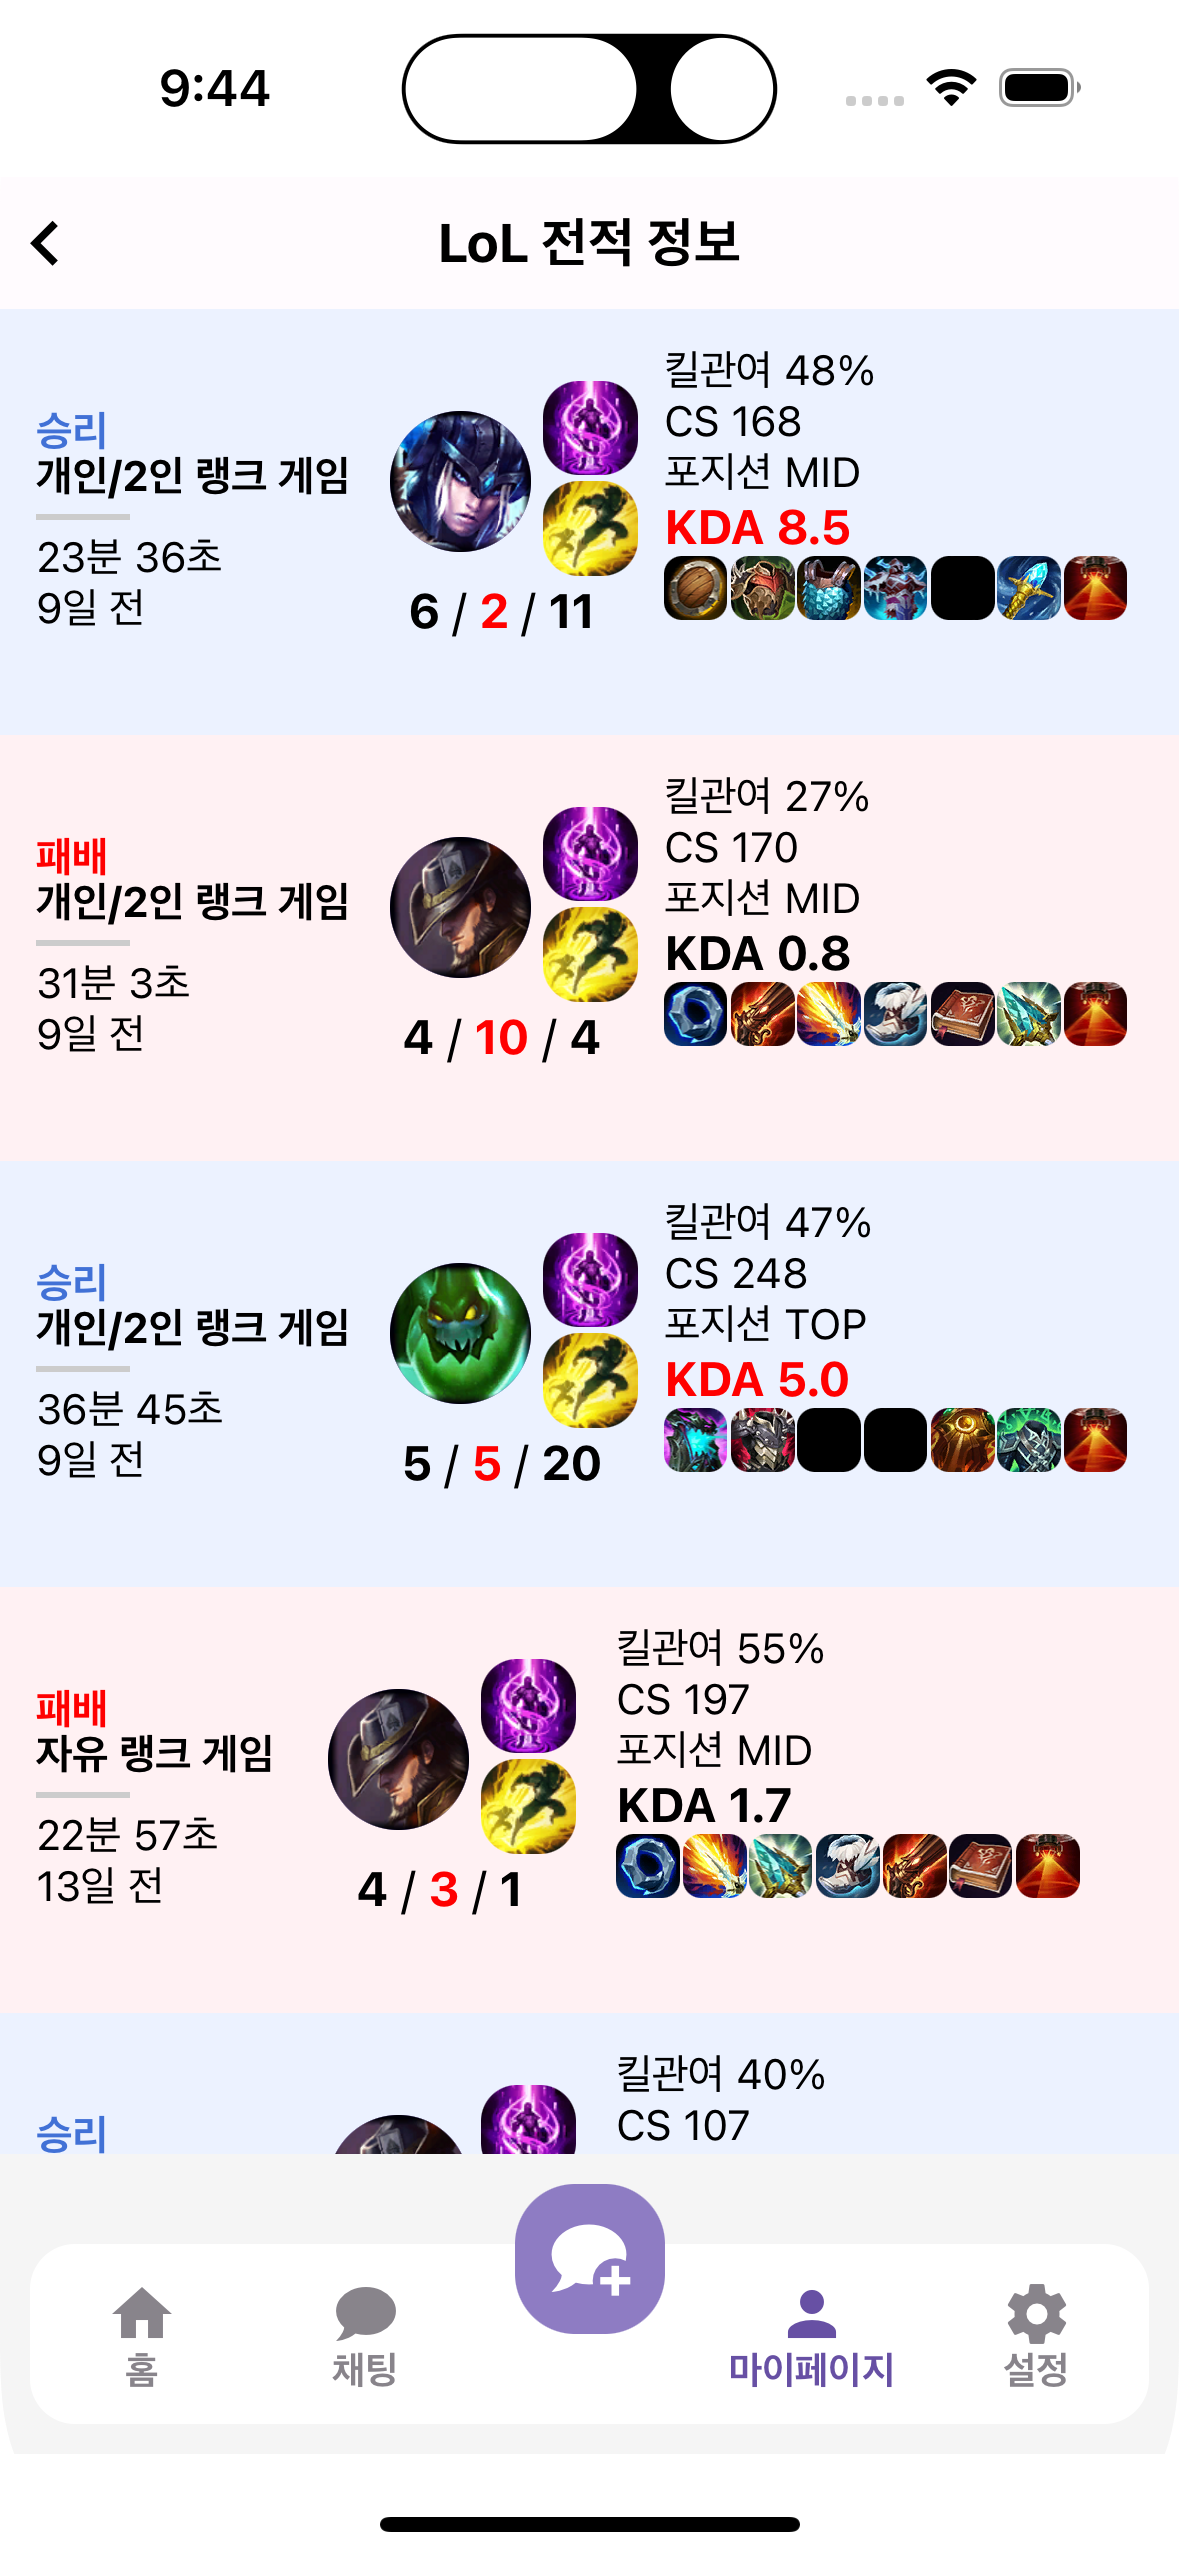 9:44
LoL 전적 정보
승리
개인/2인 랭크 게임
23분 36초
9일 전
6 / 2 / 11
킬관여 48%
CS 168
포지션 MID
KDA 8.5
패배
개인/2인 랭크 게임
31분 3초
9일 전
4 / 10 / 4
킬관여 27%
CS 170
포지션 MID
KDA 0.8
승리
개인/2인 랭크 게임
36분 45초
9일 전
5 / 5 / 20
킬관여 47%
CS 248
포지션 TOP
KDA 5.0
패배
자유 랭크 게임
22분 57초
13일 전
4 / 3 / 1
킬관여 55%
CS 197
포지션 MID
KDA 1.7
승리
킬관여 40%
CS 107
홈
채팅
마이페이지
설정